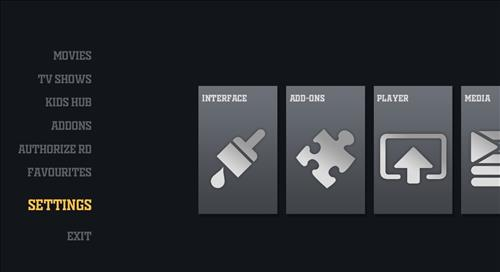 MOVIES
TV SHOWS
KIDS HUB
ADDONS
AUTHORIZE RD
FAVOURITES
SETTINGS
EXIT
INTERFACE
ADD-ONS
PLAYER
MEDIA